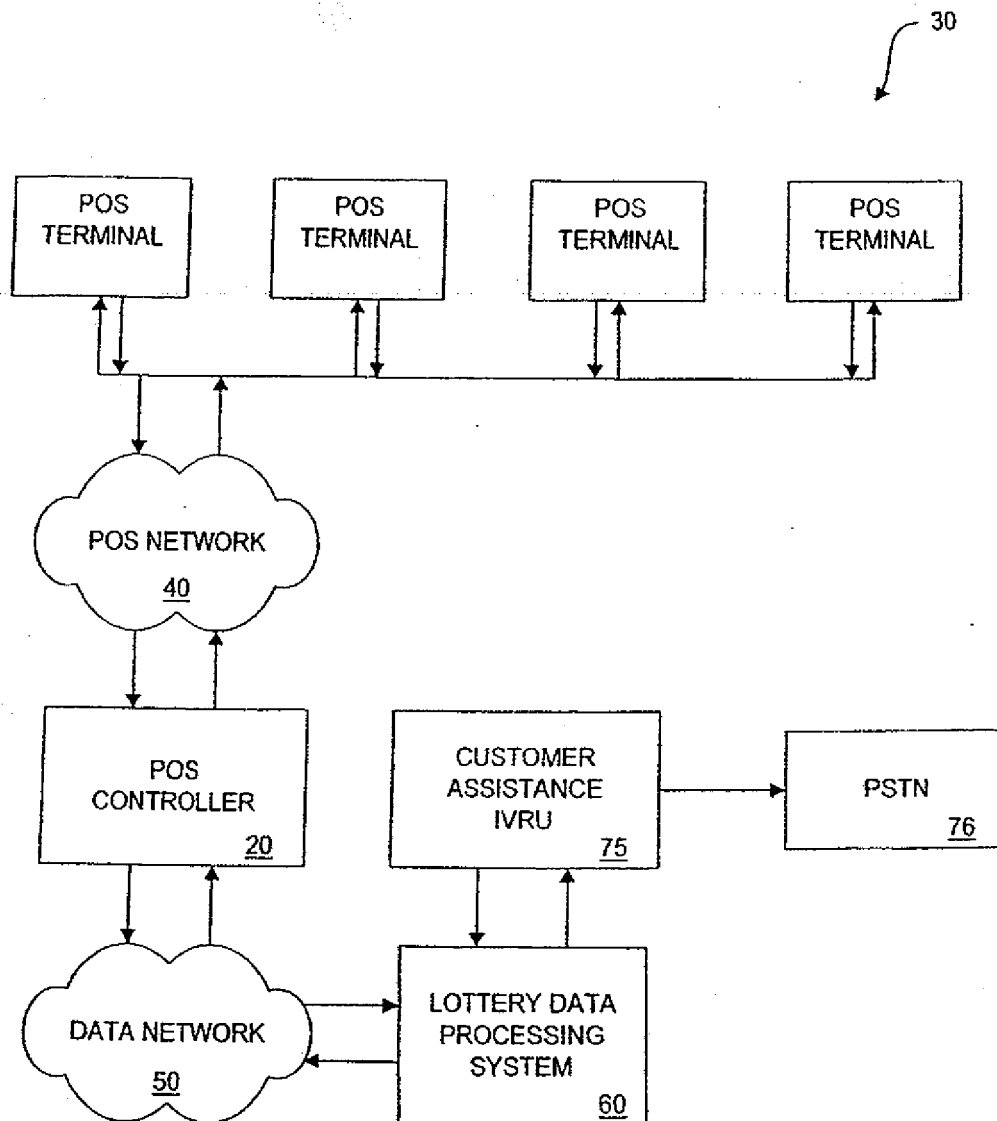 30
POS
TERMINAL
POS
TERMINAL
POS
TERMINAL
POS
TERMINAL
POS NETWORK
40
POS
CONTROLLER
20
CUSTOMER
ASSISTANCE
IVRU
75
PSTN
76
DATA NETWORK
50
LOTTERY DATA
PROCESSING
SYSTEM
60